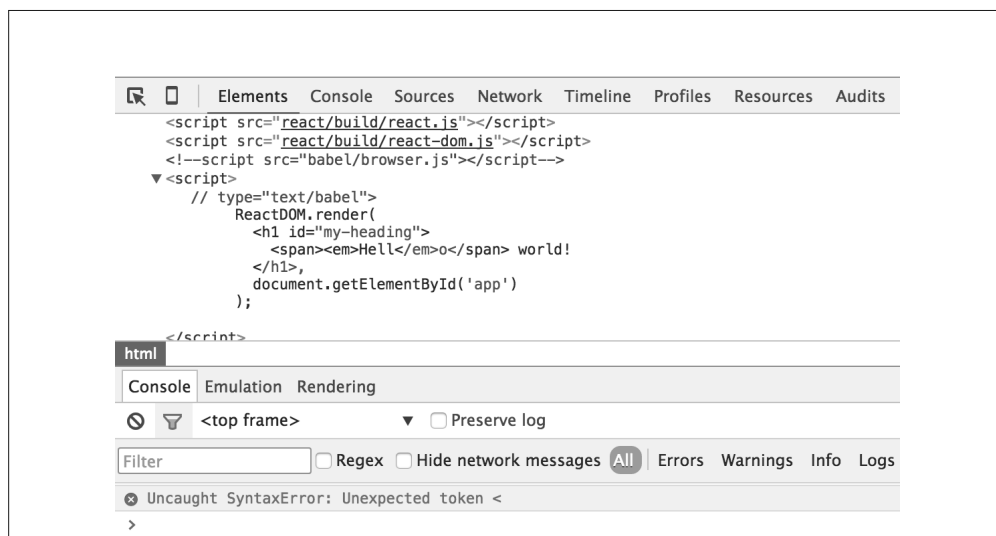 Elements Console Sources Network Timeline Profiles Resources Audits
<script src="react/build/react.js"></script>
<script src="react/build/react-dom.js"></script>
<!--script src="babel/browser.js"></script-->
▼<script>
// type="text/babel">
ReactDOM.render(
<h1 id="my-heading">
<span><em>Hell</em>o</span> world!
</h1>,
document.getElementById('app')
);
</script>
html
Console Emulation Rendering
<top frame> ▼ Preserve log
Filter Regex Hide network messages All Errors Warnings Info Logs
Uncaught SyntaxError: Unexpected token <
>